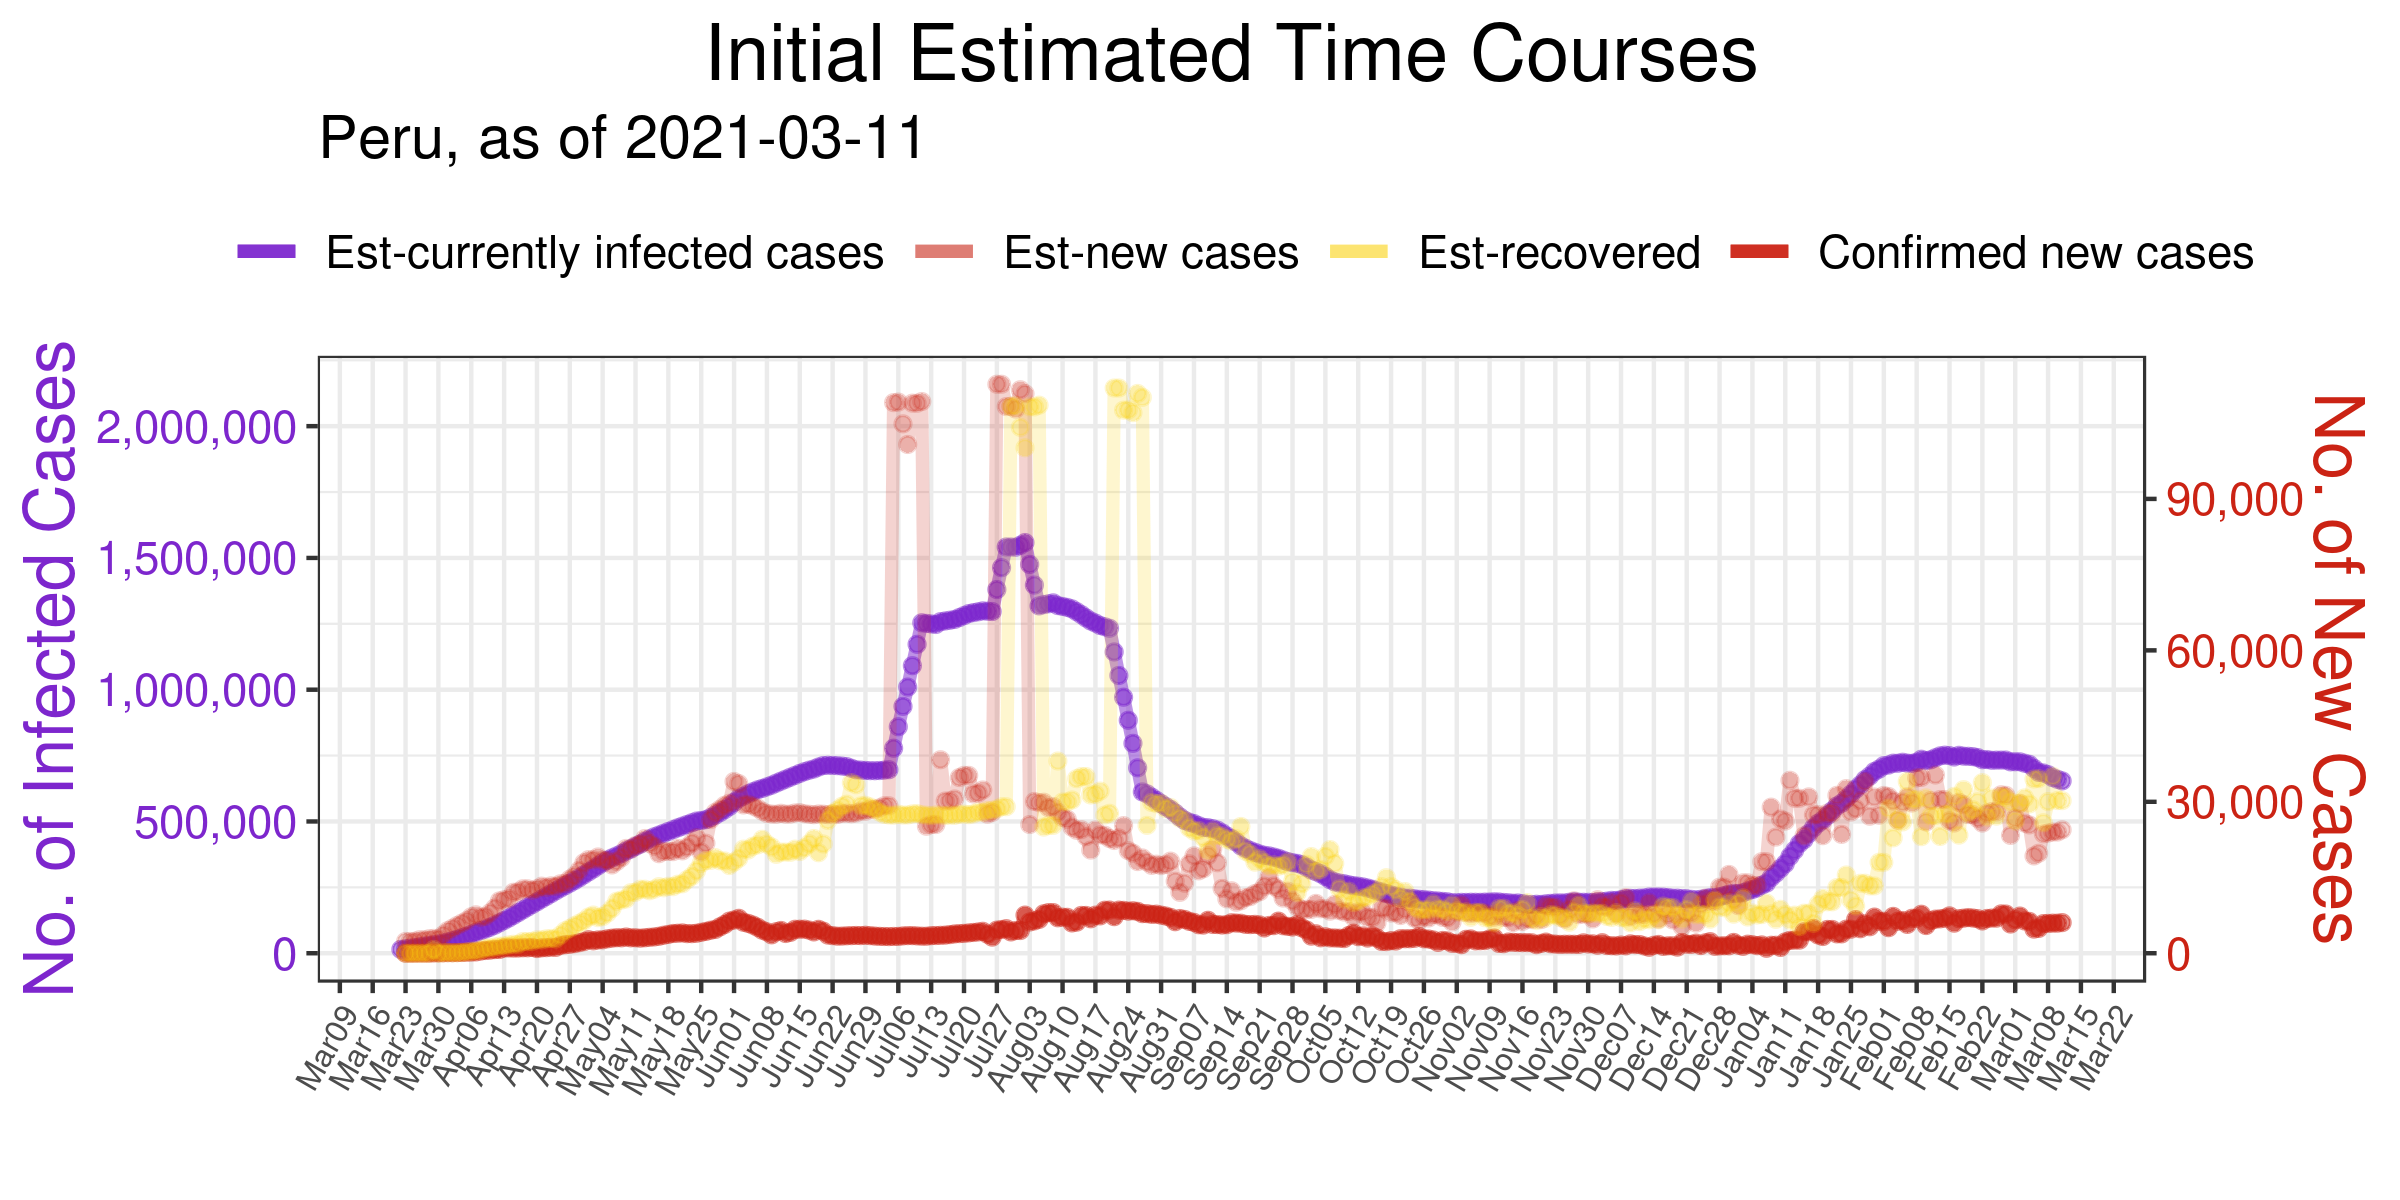 Initial Estimated Time Courses
Peru, as of 2021-03-11
Est-currently infected cases
Est-new cases
Est-recovered
Confirmed new cases
No. of Infected Cases
2,000,000
1,500,000
1,000,000
500,000
0
No. of New Cases
90,000
60,000
30,000
0
Mar09
Mar16
Mar23
Mar30
Apr06
Apr13
Apr20
Apr27
May04
May11
May18
May25
Jun01
Jun08
Jun15
Jun22
Jun29
Jul06
Jul13
Jul20
Jul27
Aug03
Aug10
Aug17
Aug24
Aug31
Sep07
Sep14
Sep21
Sep28
Oct05
Oct12
Oct19
Oct26
Nov02
Nov09
Nov16
Nov23
Nov30
Dec07
Dec14
Dec21
Dec28
Jan04
Jan11
Jan18
Jan25
Feb01
Feb08
Feb15
Feb22
Mar01
Mar08
Mar15
Mar22